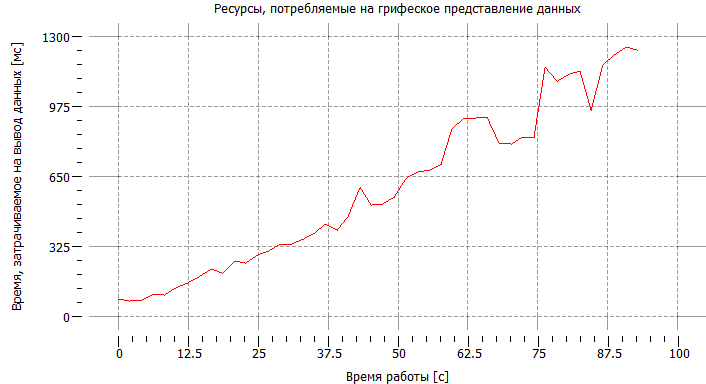 Ресурсы, потребляемые на грифеское представление данных
Время, затрачиваемое на вывод данных [мс]
1300
975
650
325
0
0 12.5 25 37.5 50 62.5 75 87.5 100
Время работы [с]